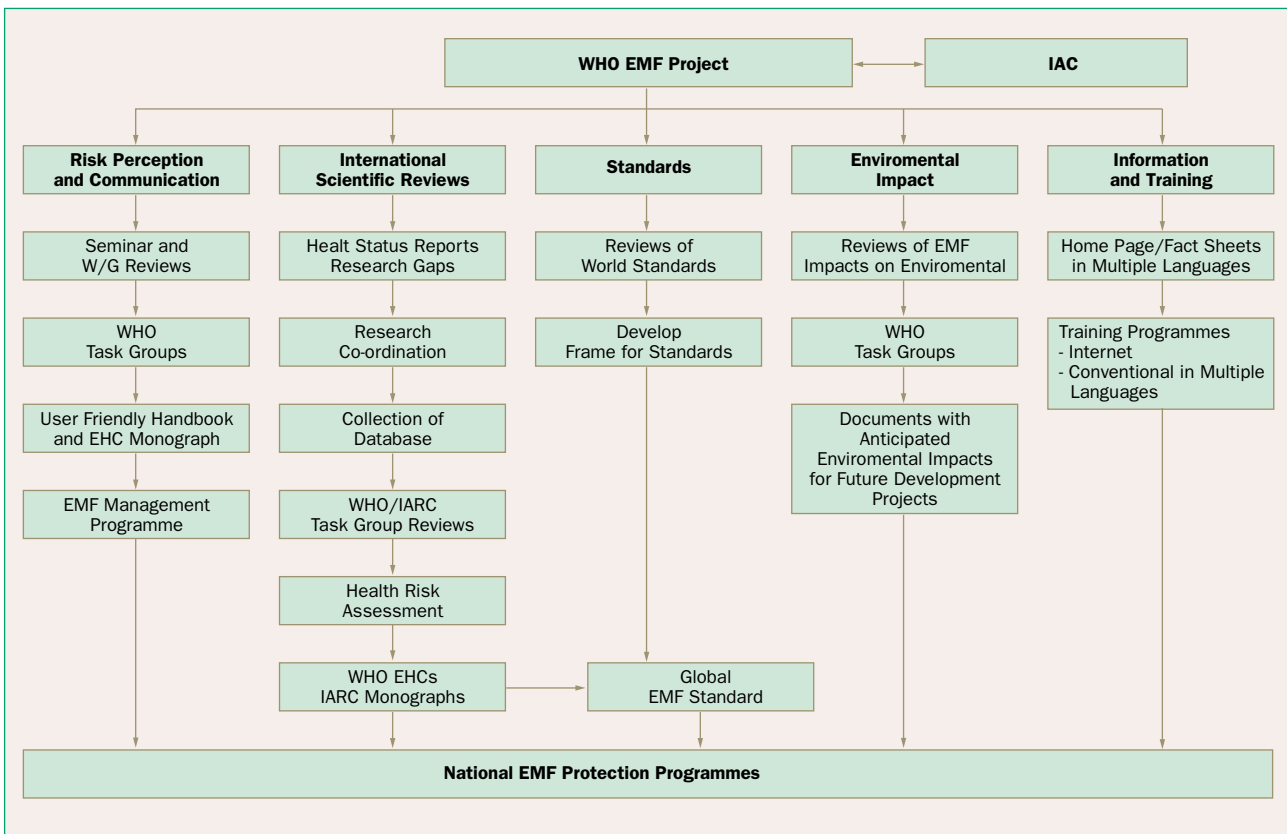 WHO EMF Project
IAC
Risk Perception
and Communication
Seminar and
W/G Reviews
WHO
Task Groups
User Friendly Handbook
and EHC Monograph
EMF Management
Programme
International
Scientific Reviews
Healt Status Reports
Research Gaps
Research
Co-ordination
Collection of
Database
WHO/IARC
Task Group Reviews
Health Risk
Assessment
WHO EHCs
IARC Monographs
Standards
Reviews of
World Standards
Develop
Frame for Standards
Global
EMF Standard
Enviromental
Impact
Reviews of EMF
Impacts on Enviromental
WHO
Task Groups
Documents with
Anticipated
Enviromental Impacts
for Future Development
Projects
Information
and Training
Home Page/Fact Sheets
in Multiple Languages
Training Programmes
- Internet
- Conventional in Multiple
Languages
National EMF Protection Programmes